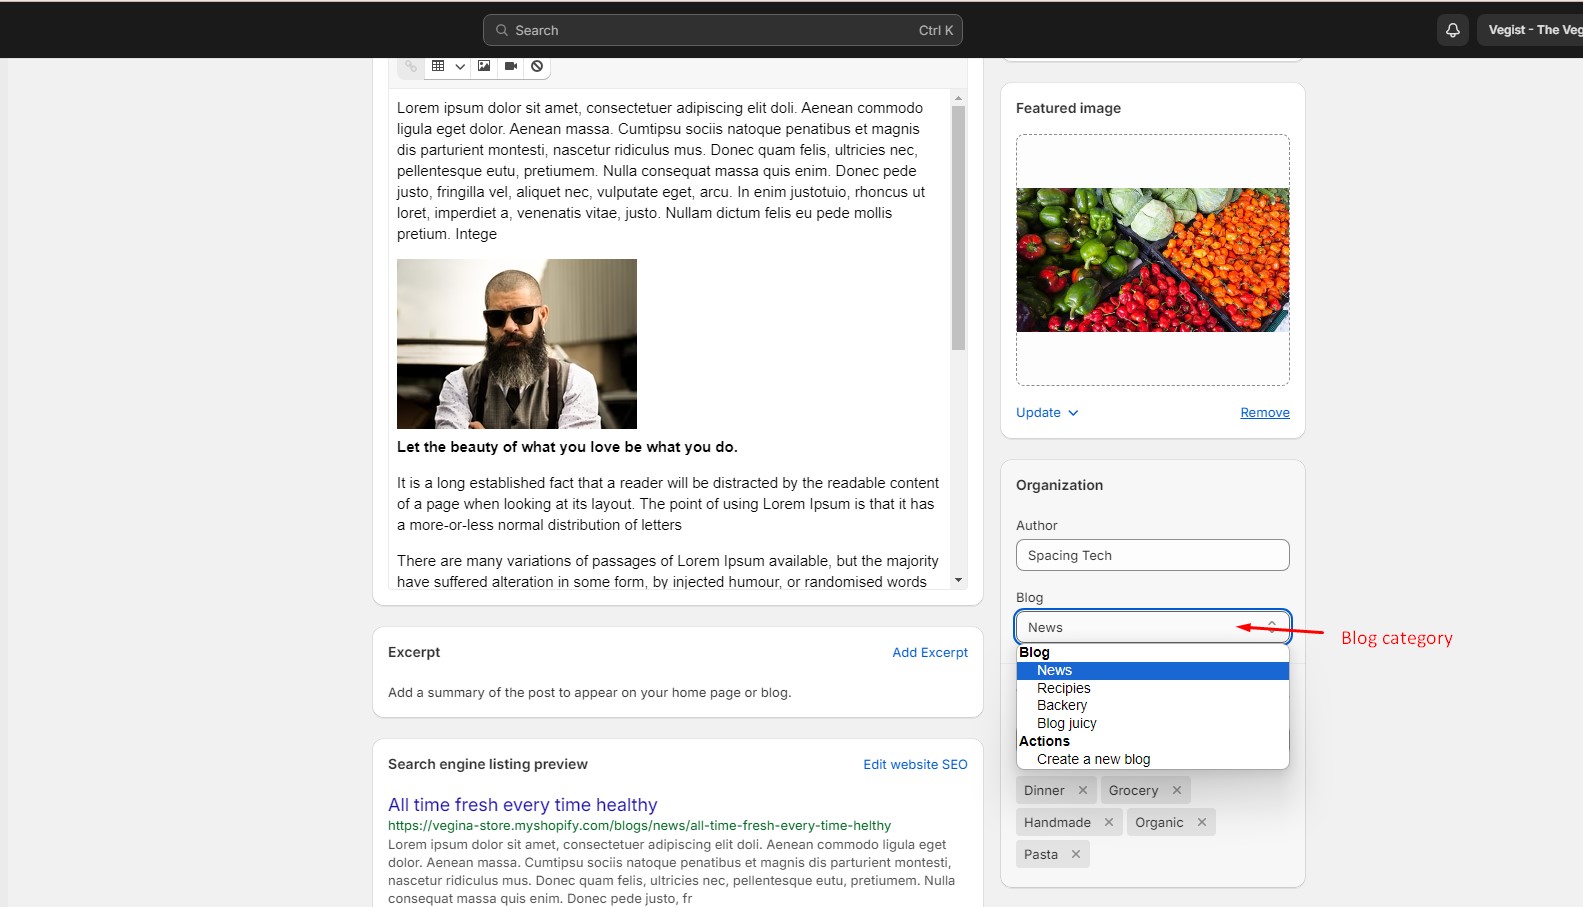 Search
Ctrl K
Vegist - The Veg
Lorem ipsum dolor sit amet, consectetuer adipiscing elit doli. Aenean commodo
ligula eget dolor. Aenean massa. Cumtipsu sociis natoque penatibus et magnis
dis parturient montesti, nascetur ridiculus mus. Donec quam felis, ultricies nec,
pellentesque eutu, pretiumem. Nulla consequat massa quis enim. Donec pede
justo, fringilla vel, aliquet nec, vulputate eget, arcu. In enim justotuio, rhoncus ut
loret, imperdiet a, venenatis vitae, justo. Nullam dictum felis eu pede mollis
pretium. Intege
Let the beauty of what you love be what you do.
It is a long established fact that a reader will be distracted by the readable content
of a page when looking at its layout. The point of using Lorem Ipsum is that it has
a more-or-less normal distribution of letters
There are many variations of passages of Lorem Ipsum available, but the majority
have suffered alteration in some form, by injected humour, or randomised words
Excerpt
Add Excerpt
Add a summary of the post to appear on your home page or blog.
Search engine listing preview
Edit website SEO
All time fresh every time healthy
https://vegina-store.myshopify.com/blogs/news/all-time-fresh-every-time-helthy
Lorem ipsum dolor sit amet, consectetuer adipiscing elit doli. Aenean commodo ligula eget
dolor. Aenean massa. Cumtipsu sociis natoque penatibus et magnis dis parturient montesti,
nascetur ridiculus mus. Donec quam felis, ultricies nec, pellentesque eutu, pretiumem. Nulla
consequat massa quis enim. Donec pede justo, fr
Featured image
Update
Remove
Organization
Author
Spacing Tech
Blog
News
Blog category
Blog
News
Recipies
Backery
Blog juicy
Actions
Create a new blog
Dinner
Grocery
Handmade
Organic
Pasta